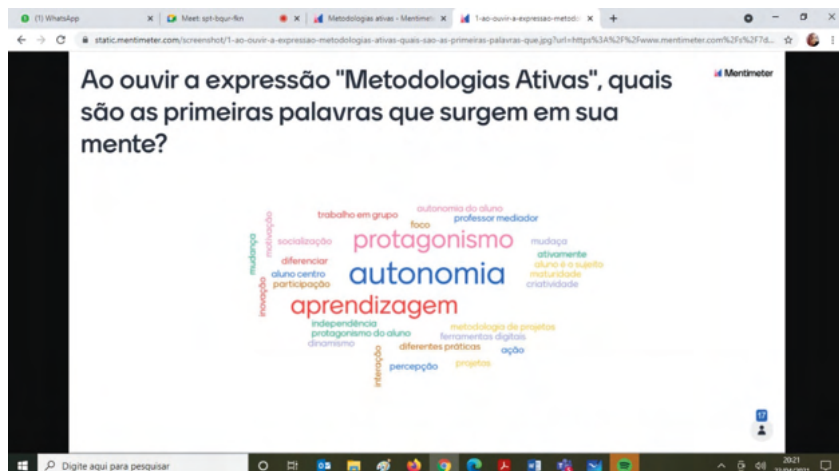 (1) WhatsApp
Meet: spt-bqur-fkn
Metodologias ativas - Mentimet
1-ao-ouvir-a-expressao-metodo
static.mentimeter.com/screenshot/1-ao-ouvir-a-expressao-metodologias-ativas-quais-sao-as-primeiras-palavras-que.jpg?url=https%3A%2F%2Fwww.mentimeter.com%2Fs%2F7d...
Ao ouvir a expressão "Metodologias Ativas", quais
são as primeiras palavras que surgem em sua
mente?
Mentimeter
autonomia do aluno
trabalho em grupo
professor mediador
foco
motivação
mudança
socialização
protagonismo
mudaça
diferenciar
ativamente
aluno é o sujeito
aluno centro
autonomia
maturidade
participação
criatividade
inovação
aprendizagem
independência
metodologia de projetos
protagonismo do aluno
ferramentas digitais
dinamismo
diferentes práticas
ação
interação
percepção
projetos
17
Digite aqui para pesquisar
20:21